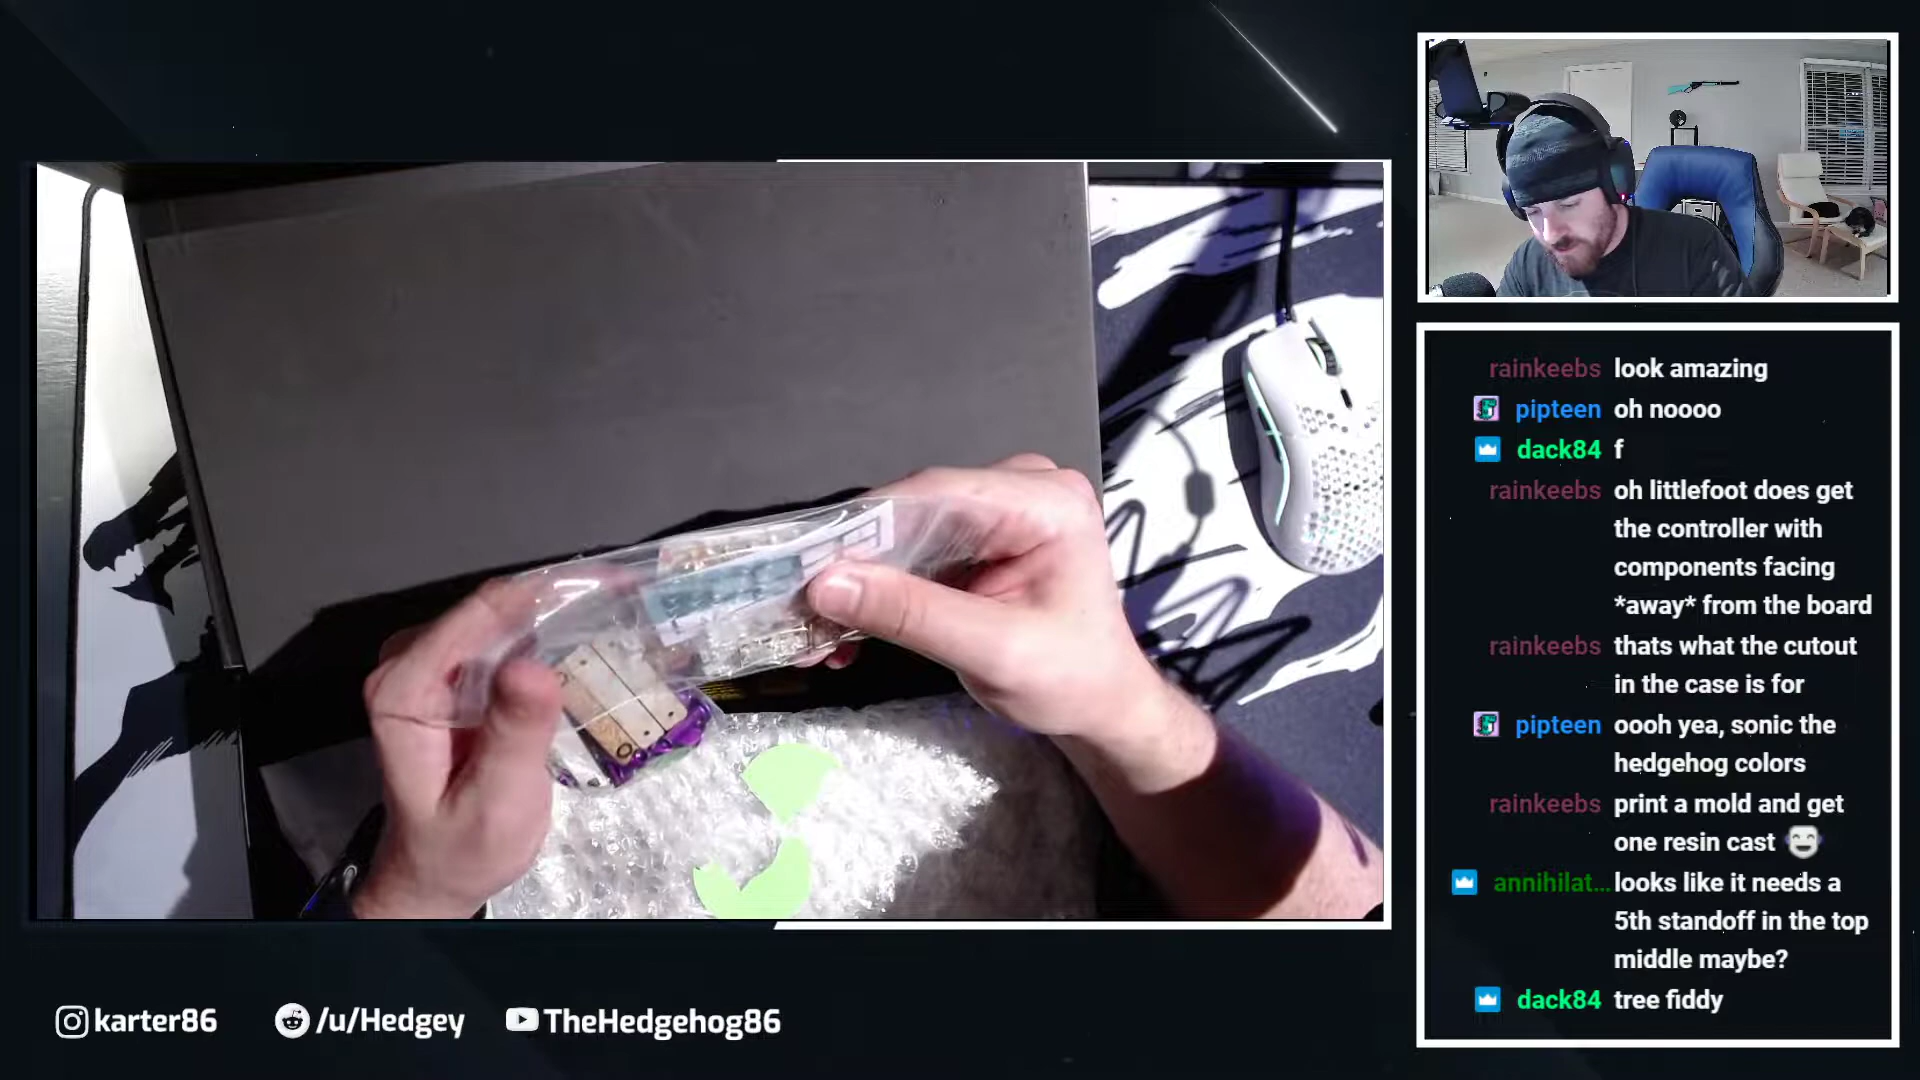 rainkeebs look amazing
pipteen oh noooo
dack84 f
rainkeebs oh littlefoot does get
the controller with
components facing
*away* from the board
rainkeebs thats what the cutout
in the case is for
pipteen oooh yea, sonic the
hedgehog colors
rainkeebs print a mold and get
one resin cast
annihilat... looks like it needs a
5th standoff in the top
middle maybe?
dack84 tree fiddy
karter86 /u/Hedgey TheHedgehog86